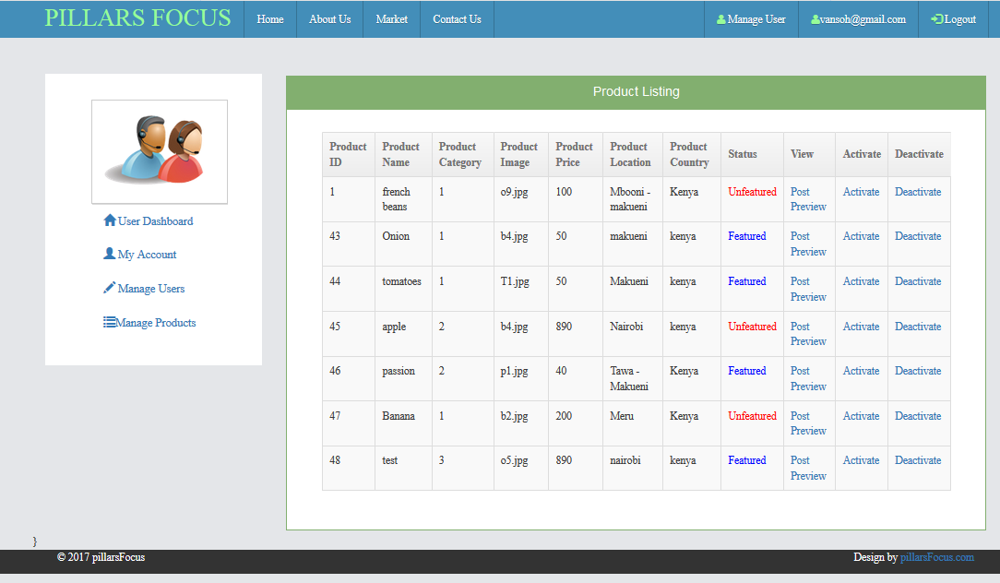 PILLARS FOCUS Home About Us Market Contact Us Manage User vansoh@gmail.com Logout
User Dashboard
My Account
Manage Users
Manage Products
Product Listing
Product ID Product Name Product Category Product Image Product Price Product Location Product Country Status View Activate Deactivate
1 french beans 1 o9.jpg 100 Mbooni - makueni Kenya Unfeatured Post Preview Activate Deactivate
43 Onion 1 b4.jpg 50 makueni kenya Featured Post Preview Activate Deactivate
44 tomatoes 1 T1.jpg 50 Makueni kenya Featured Post Preview Activate Deactivate
45 apple 2 b4.jpg 890 Nairobi kenya Unfeatured Post Preview Activate Deactivate
46 passion 2 p1.jpg 40 Tawa - Makueni Kenya Featured Post Preview Activate Deactivate
47 Banana 1 b2.jpg 200 Meru Kenya Unfeatured Post Preview Activate Deactivate
48 test 3 o5.jpg 890 nairobi kenya Featured Post Preview Activate Deactivate
}
© 2017 pillarsFocus Design by pillarsFocus.com